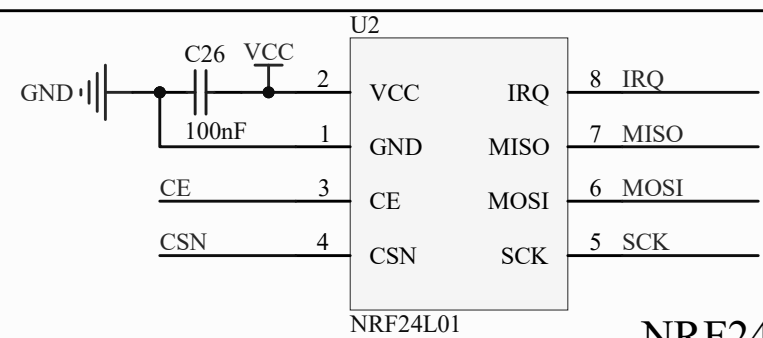 U2
C26 VCC
GND
100nF
2 VCC IRQ 8 IRQ
1 GND MISO 7 MISO
CE 3 CE MOSI 6 MOSI
CSN 4 CSN SCK 5 SCK
NRF24L01